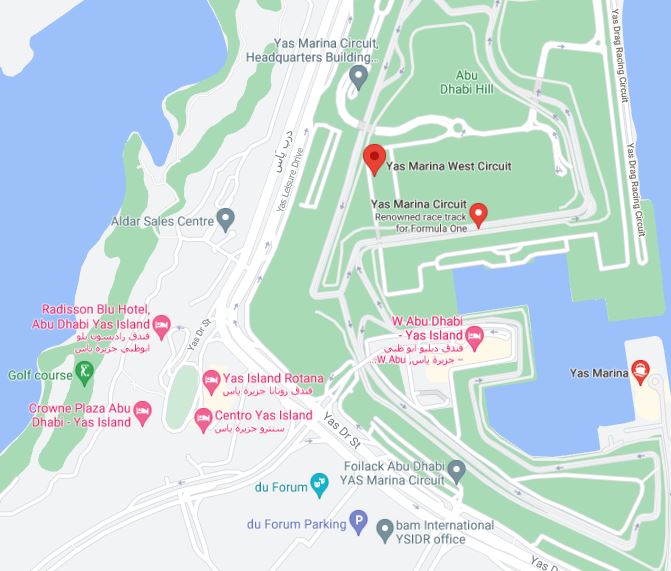 Yas Marina Circuit,
Headquarters Building...
Abu
Dhabi Hill
Yas Drag Racing Circuit
درب ياس
Yas Leisure Drive
Yas Marina West Circuit
Yas Marina Circuit
Renowned race track
for Formula One
Yas Drag Racing Circuit
Aldar Sales Centre
Radisson Blu Hotel,
Abu Dhabi Yas Island
فندق راديسون بلو
أبوظبي جزيرة ياس
Yas Dr St
W Abu Dhabi
- Yas Island
فندق دبليو أبو ظبي
– جزيرة ياس, W Abu...
Golf course
Yas Marina
Yas Island Rotana
فندق روتانا جزيرة ياس
Crowne Plaza Abu
Dhabi - Yas Island
Centro Yas Island
سنترو جزيرة ياس
Yas Dr St
Foilack Abu Dhabi
YAS Marina Circuit
du Forum
du Forum Parking
P
bam International
YSIDR office
Yas D